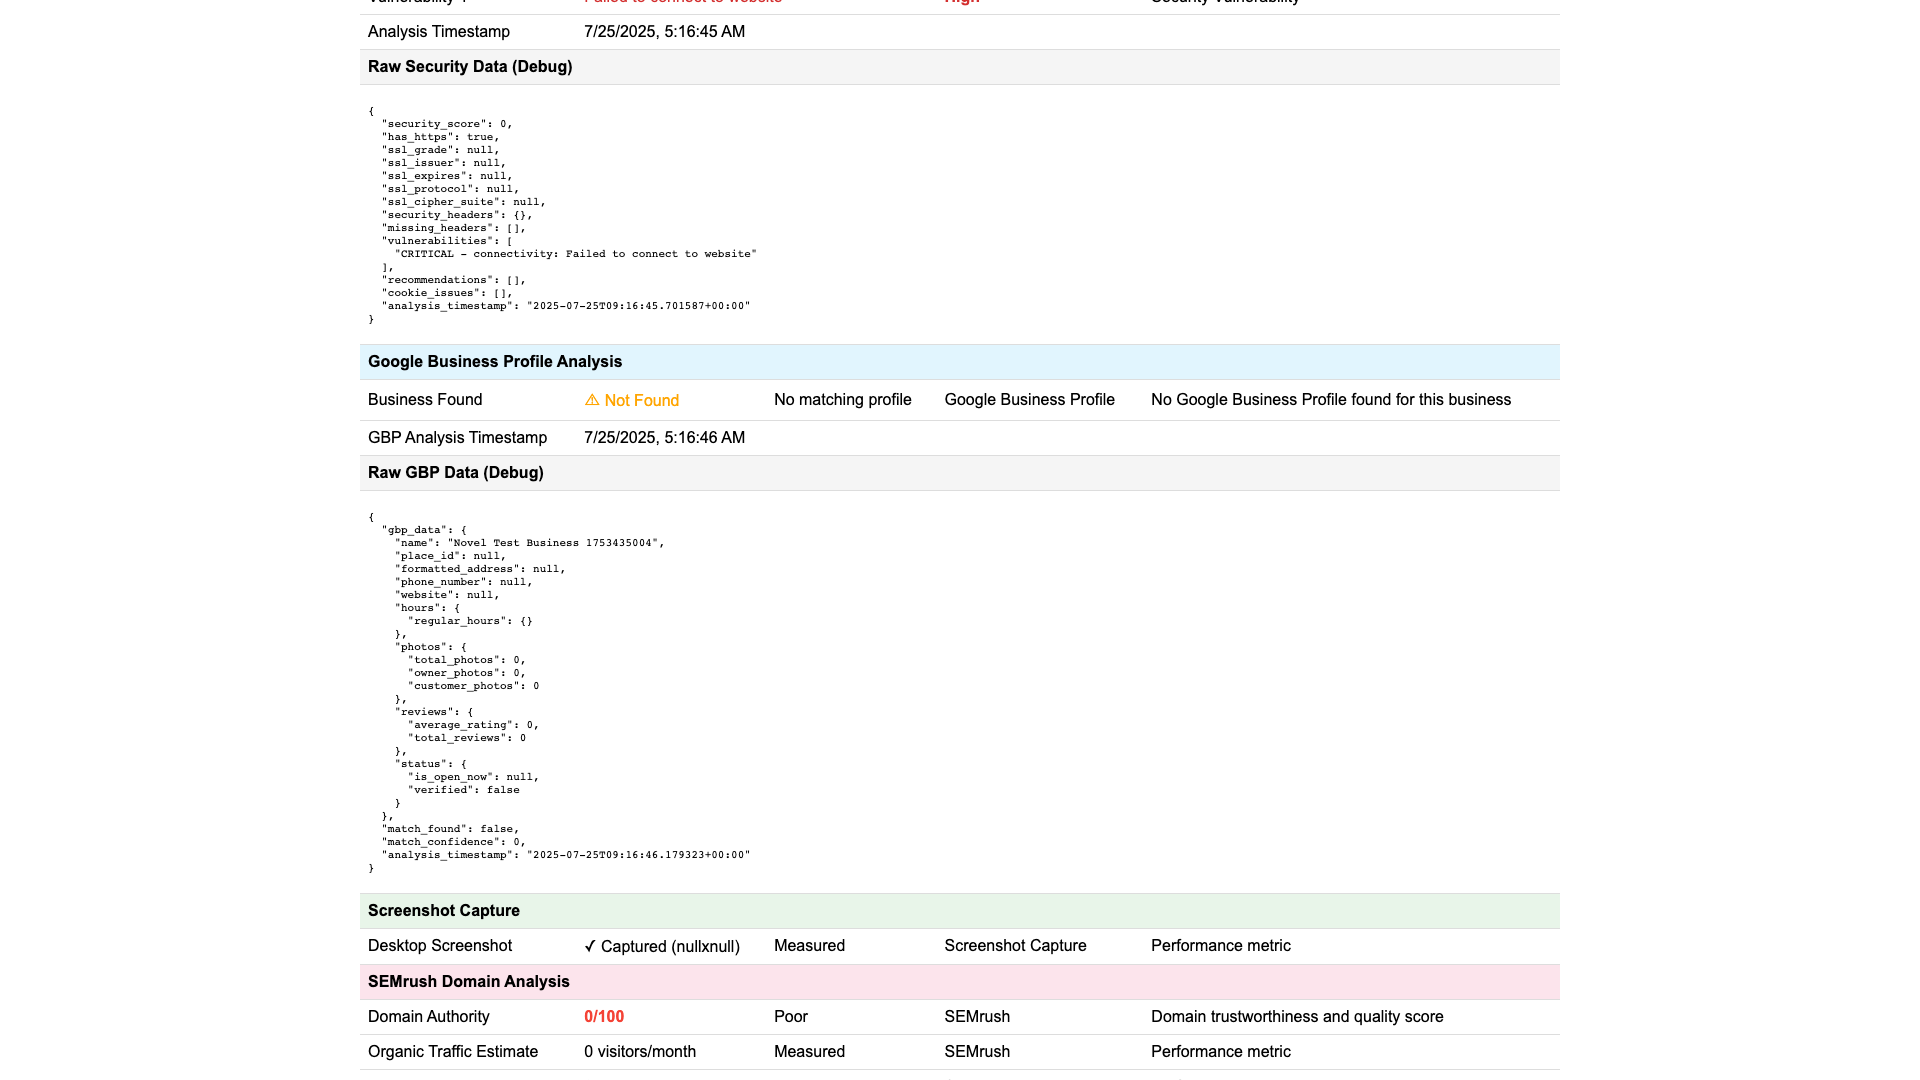 Vulnerability 1 Failed to connect to website High Security Vulnerability
Analysis Timestamp 7/25/2025, 5:16:45 AM
Raw Security Data (Debug)
{
  "security_score": 0,
  "has_https": true,
  "ssl_grade": null,
  "ssl_issuer": null,
  "ssl_expires": null,
  "ssl_protocol": null,
  "ssl_cipher_suite": null,
  "security_headers": {},
  "missing_headers": [],
  "vulnerabilities": [
    "CRITICAL - connectivity: Failed to connect to website"
  ],
  "recommendations": [],
  "cookie_issues": [],
  "analysis_timestamp": "2025-07-25T09:16:45.701587+00:00"
}
Google Business Profile Analysis
Business Found ⚠ Not Found No matching profile Google Business Profile No Google Business Profile found for this business
GBP Analysis Timestamp 7/25/2025, 5:16:46 AM
Raw GBP Data (Debug)
{
  "gbp_data": {
    "name": "Novel Test Business 1753435004",
    "place_id": null,
    "formatted_address": null,
    "phone_number": null,
    "website": null,
    "hours": {
      "regular_hours": {}
    },
    "photos": {
      "total_photos": 0,
      "owner_photos": 0,
      "customer_photos": 0
    },
    "reviews": {
      "average_rating": 0,
      "total_reviews": 0
    },
    "status": {
      "is_open_now": null,
      "verified": false
    }
  },
  "match_found": false,
  "match_confidence": 0,
  "analysis_timestamp": "2025-07-25T09:16:46.179323+00:00"
}
Screenshot Capture
Desktop Screenshot ✓ Captured (nullxnull) Measured Screenshot Capture Performance metric
SEMrush Domain Analysis
Domain Authority 0/100 Poor SEMrush Domain trustworthiness and quality score
Organic Traffic Estimate 0 visitors/month Measured SEMrush Performance metric